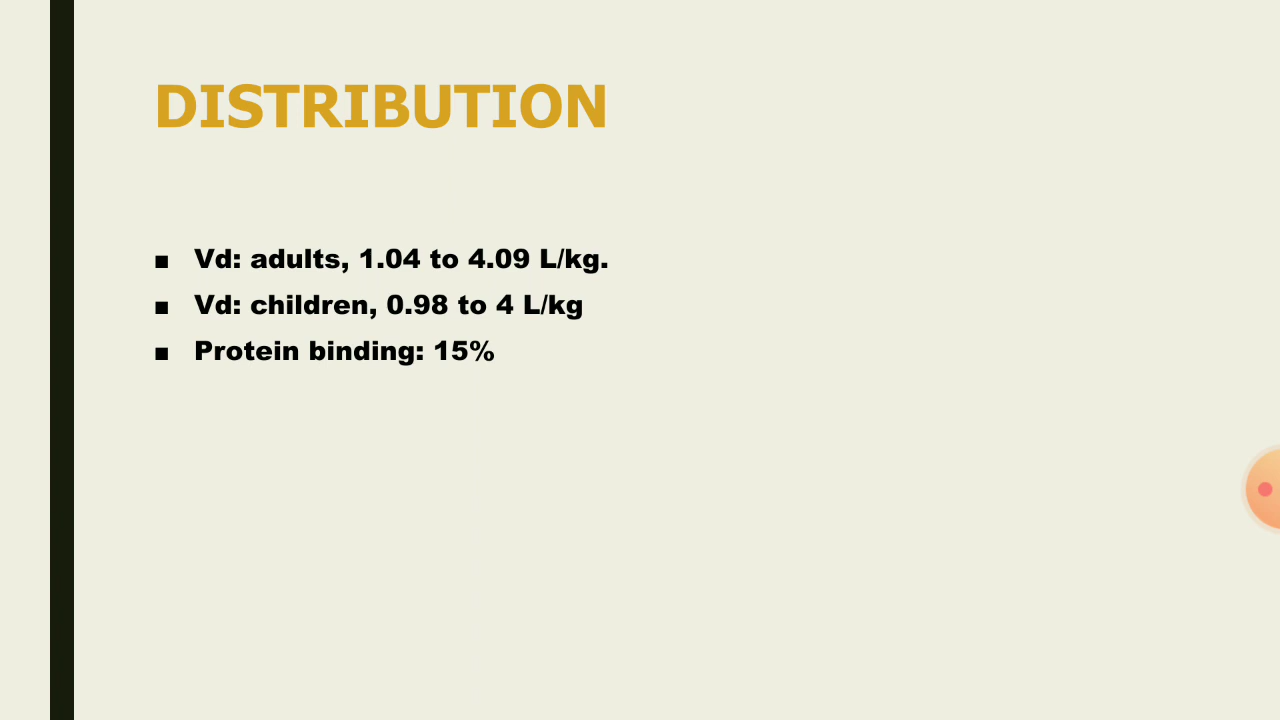 DISTRIBUTION
▪ Vd: adults, 1.04 to 4.09 L/kg.
▪ Vd: children, 0.98 to 4 L/kg
▪ Protein binding: 15%